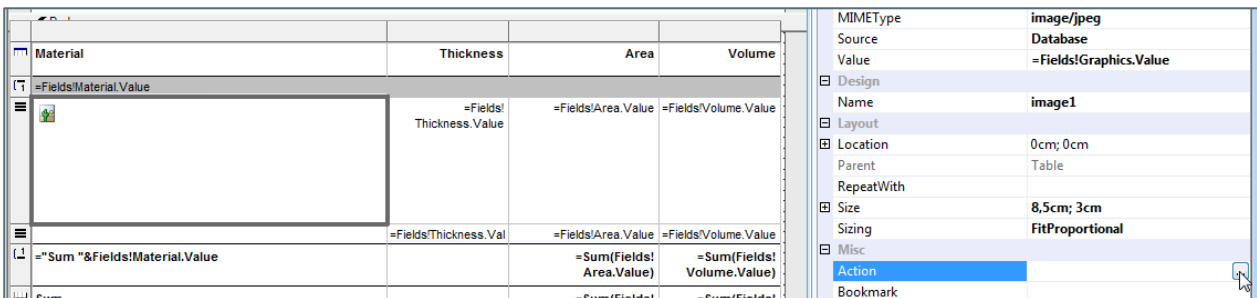 Material Thickness Area Volume
=Fields!Material.Value
=Fields!
Thickness.Value
=Fields!Area.Value
=Fields!Volume.Value
=Fields!Thickness.Val
=Fields!Area.Value
=Fields!Volume.Value
="Sum "&Fields!Material.Value
=Sum(Fields!
Area.Value)
=Sum(Fields!
Volume.Value)
Sum
=Sum(Fields!
=Sum(Fields!
MIMEType image/jpeg
Source Database
Value =Fields!Graphics.Value
Design
Name image1
Layout
Location 0cm; 0cm
Parent Table
RepeatWith
Size 8,5cm; 3cm
Sizing FitProportional
Misc
Action
Bookmark